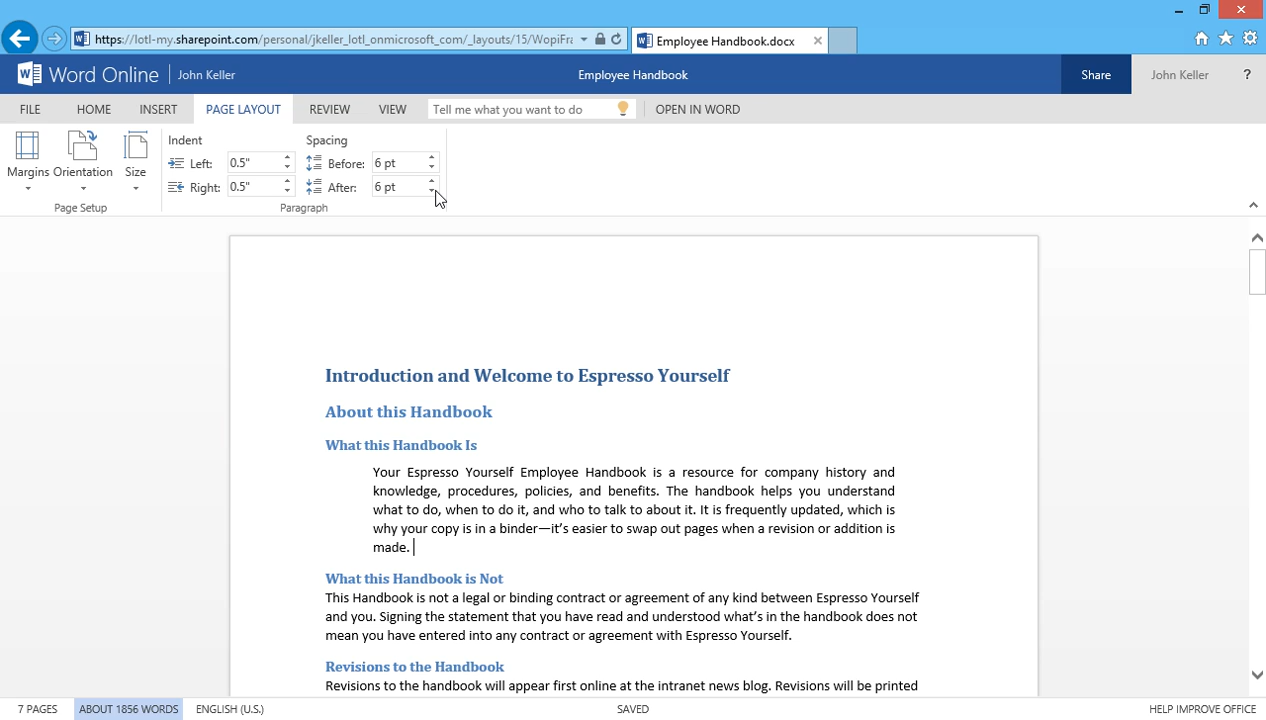 https://lotl-my.sharepoint.com/personal/jkeller_lotl_onmicrosoft_com/_layouts/15/WopiFra
Employee Handbook.docx
Word Online
John Keller
Employee Handbook
Share
John Keller
?
FILE
HOME
INSERT
PAGE LAYOUT
REVIEW
VIEW
Tell me what you want to do
OPEN IN WORD
Margins
Orientation
Size
Page Setup
Indent
Left: 0.5"
Right: 0.5"
Spacing
Before: 6 pt
After: 6 pt
Paragraph
Introduction and Welcome to Espresso Yourself
About this Handbook
What this Handbook Is
Your Espresso Yourself Employee Handbook is a resource for company history and
knowledge, procedures, policies, and benefits. The handbook helps you understand
what to do, when to do it, and who to talk to about it. It is frequently updated, which is
why your copy is in a binder—it's easier to swap out pages when a revision or addition is
made.
What this Handbook is Not
This Handbook is not a legal or binding contract or agreement of any kind between Espresso Yourself
and you. Signing the statement that you have read and understood what's in the handbook does not
mean you have entered into any contract or agreement with Espresso Yourself.
Revisions to the Handbook
Revisions to the handbook will appear first online at the intranet news blog. Revisions will be printed
7 PAGES
ABOUT 1856 WORDS
ENGLISH (U.S.)
SAVED
HELP IMPROVE OFFICE